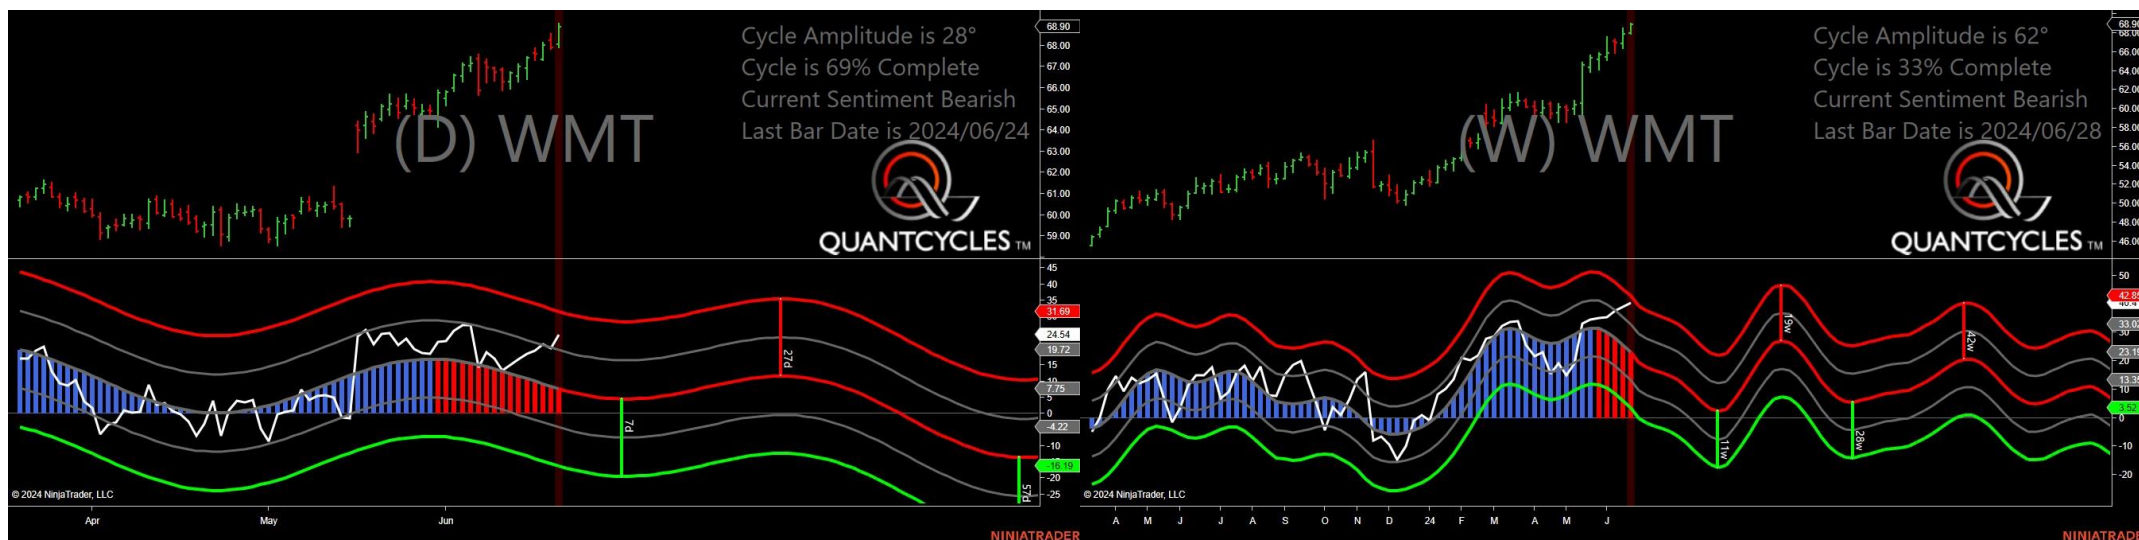 Cycle Amplitude is 28°
Cycle is 69% Complete
Current Sentiment Bearish
Last Bar Date is 2024/06/24
(D) WMT
QUANTCYCLES TM
68.90
68.00
67.00
66.00
65.00
64.00
63.00
62.00
61.00
60.00
59.00
45
40
35
31.69
24.54
19.72
15
7.75
5
0
-4.22
-10
-16.19
-20
-25
27d
7d
57d
© 2024 NinjaTrader, LLC
Apr
May
Jun
NINJATRADER
Cycle Amplitude is 62°
Cycle is 33% Complete
Current Sentiment Bearish
Last Bar Date is 2024/06/28
(W) WMT
QUANTCYCLES TM
68.90
68.00
66.00
64.00
62.00
60.00
58.00
56.00
54.00
52.00
50.00
48.00
46.00
50
42.85
33.02
23.19
20
13.35
10
3.52
0
-10
-20
19w
42w
11w
28w
© 2024 NinjaTrader, LLC
A
M
J
J
A
S
O
N
D
24
F
M
A
M
J
NINJATRADE